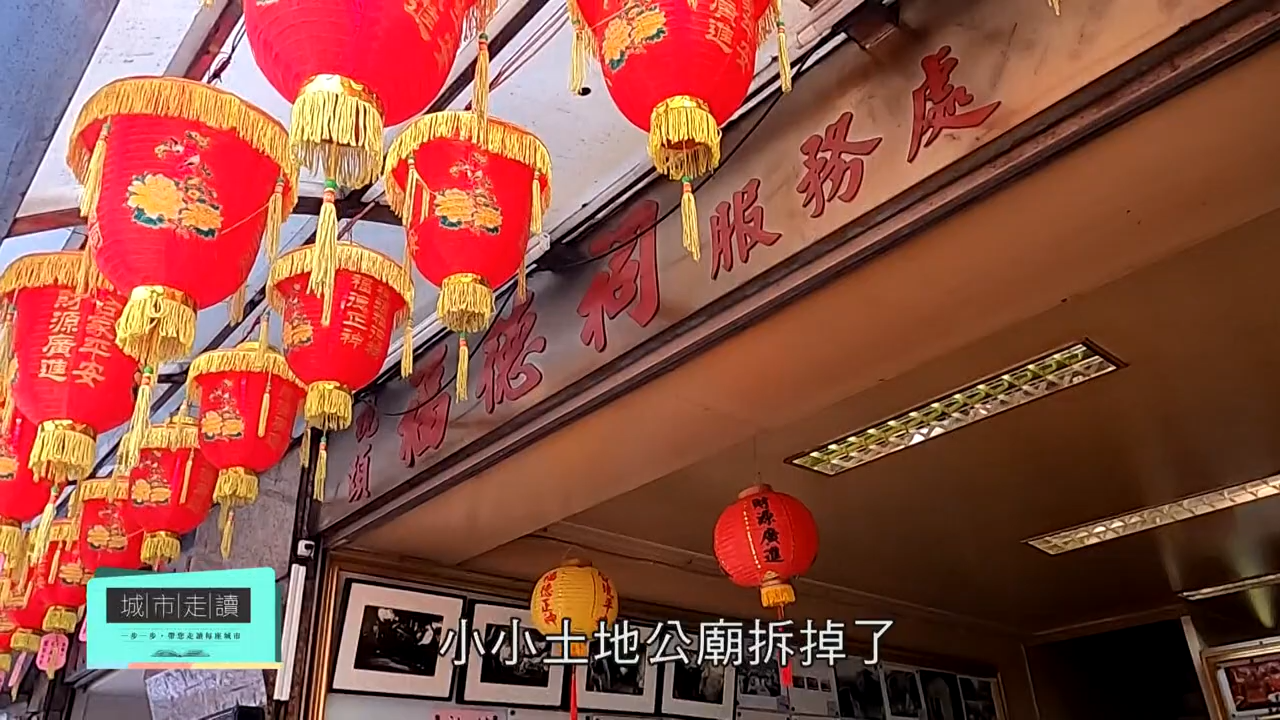 福德祠服務處
財源廣進
合家平安
福德正神
財源廣進
福德正神
城市走讀
一步一步,帶您走讀每座城市
小小土地公廟拆掉了